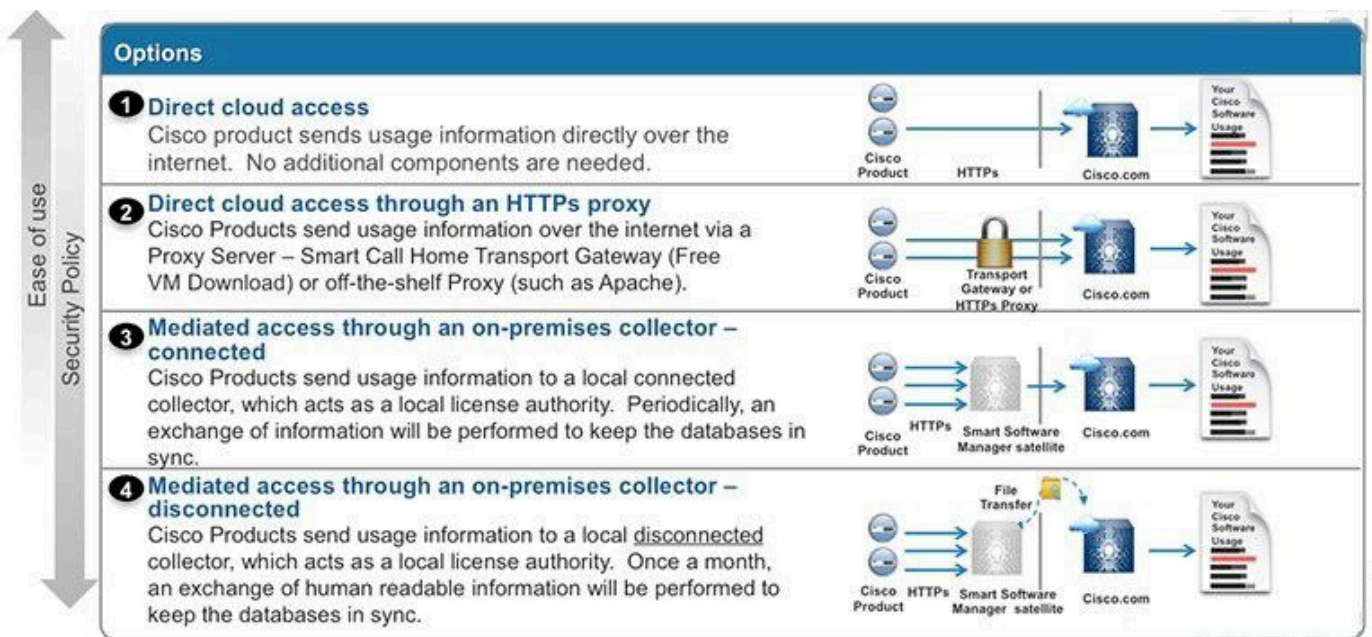 Ease of use
Security Policy
Options
1 Direct cloud access
Cisco product sends usage information directly over the
internet. No additional components are needed.
Cisco
Product
HTTPs
Cisco.com
Your
Cisco
Software
Usage
2 Direct cloud access through an HTTPs proxy
Cisco Products send usage information over the internet via a
Proxy Server – Smart Call Home Transport Gateway (Free
VM Download) or off-the-shelf Proxy (such as Apache).
Cisco
Product
Transport
Gateway or
HTTPs Proxy
Cisco.com
Your
Cisco
Software
Usage
3 Mediated access through an on-premises collector –
connected
Cisco Products send usage information to a local connected
collector, which acts as a local license authority. Periodically, an
exchange of information will be performed to keep the databases in
sync.
Cisco
Product
HTTPs
Smart Software
Manager satellite
Cisco.com
Your
Cisco
Software
Usage
4 Mediated access through an on-premises collector –
disconnected
Cisco Products send usage information to a local disconnected
collector, which acts as a local license authority. Once a month,
an exchange of human readable information will be performed to
keep the databases in sync.
File
Transfer
Cisco
Product
HTTPs
Smart Software
Manager satellite
Cisco.com
Your
Cisco
Software
Usage